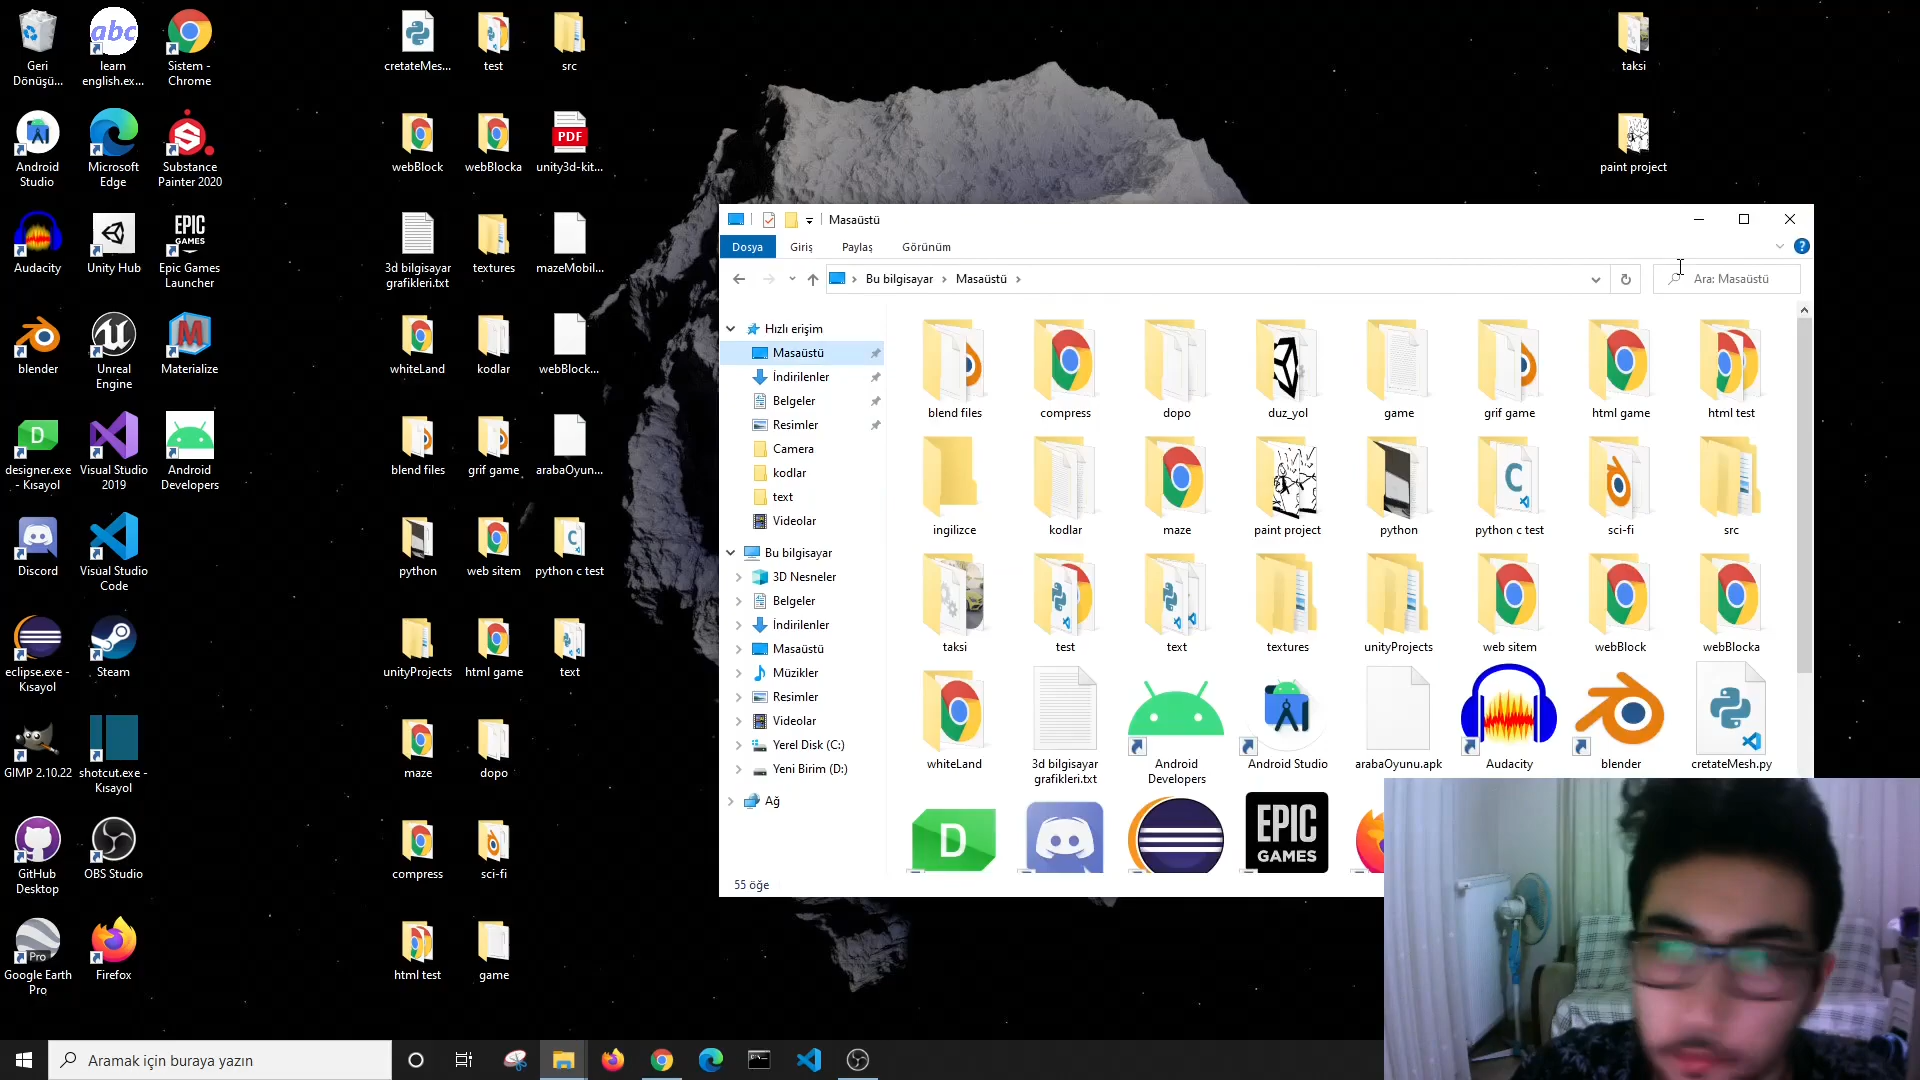 Geri
Dönüşü...
abc
learn
english.ex...
Sistem -
Chrome
cretateMes...
test
src
taksi
Android
Studio
Microsoft
Edge
Substance
Painter 2020
webBlock
webBlocka
PDF
unity3d-kit...
paint project
Audacity
Unity Hub
EPIC
GAMES
Epic Games
Launcher
3d bilgisayar
grafikleri.txt
textures
mazeMobil...
blender
Unreal
Engine
Materialize
whiteLand
kodlar
webBlock...
designer.exe
- Kısayol
Visual Studio
2019
Android
Developers
blend files
grif game
arabaOyun...
Discord
Visual Studio
Code
python
web sitem
python c test
eclipse.exe -
Kısayol
Steam
unityProjects
html game
text
GIMP 2.10.22
shotcut.exe -
Kısayol
maze
dopo
GitHub
Desktop
OBS Studio
compress
sci-fi
Pro
Google Earth
Pro
Firefox
html test
game
Masaüstü
Dosya
Giriş
Paylaş
Görünüm
Bu bilgisayar
Masaüstü
Ara: Masaüstü
Hızlı erişim
Masaüstü
İndirilenler
Belgeler
Resimler
Camera
kodlar
text
Videolar
Bu bilgisayar
3D Nesneler
Belgeler
İndirilenler
Masaüstü
Müzikler
Resimler
Videolar
Yerel Disk (C:)
Yeni Birim (D:)
Ağ
blend files
compress
dopo
duz_yol
game
grif game
html game
html test
ingilizce
kodlar
maze
paint project
python
python c test
sci-fi
src
taksi
test
text
textures
unityProjects
web sitem
webBlock
webBlocka
whiteLand
3d bilgisayar
grafikleri.txt
Android
Developers
Android Studio
arabaOyunu.apk
Audacity
blender
cretateMesh.py
D
EPIC
GAMES
55 öğe
Aramak için buraya yazın